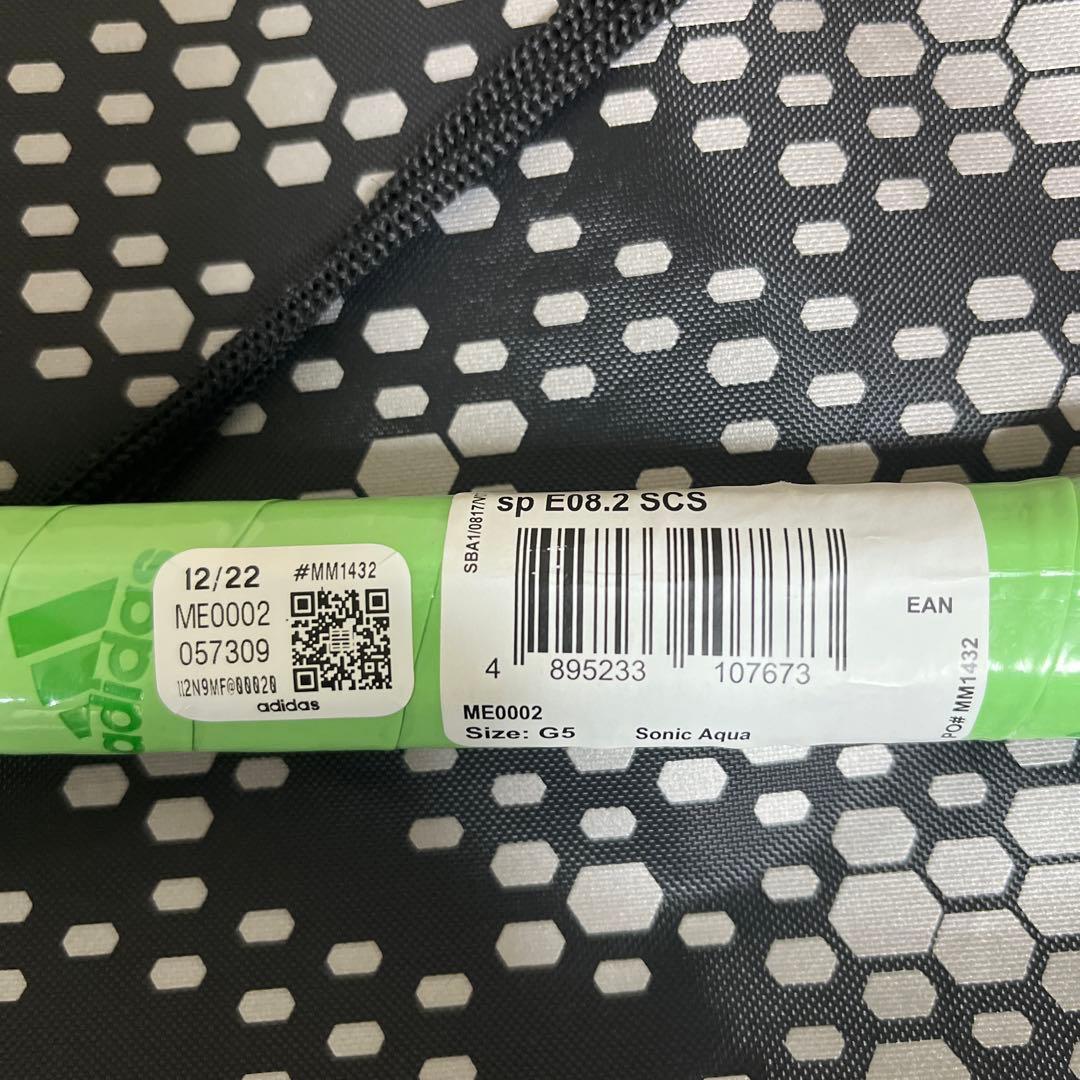 adidas
12/22
#MM1432
ME0002
057309
adidas
sp E08.2 SCS
EAN
4 895233 107673
ME0002
Size: G5 Sonic Aqua
PO# MM1432